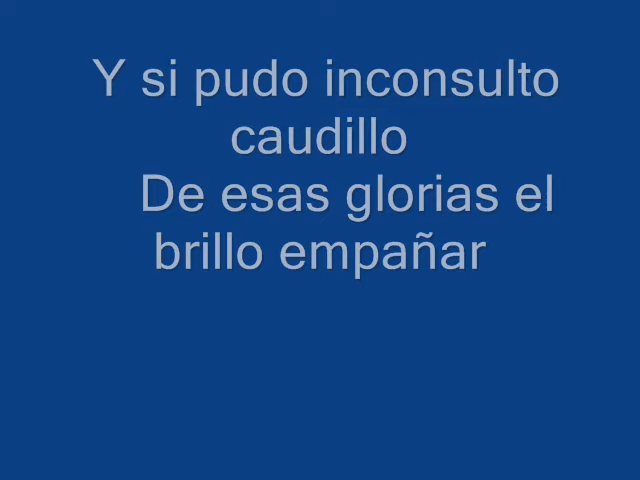 Y si pudo inconsulto
caudillo
De esas glorias el
brillo empañar